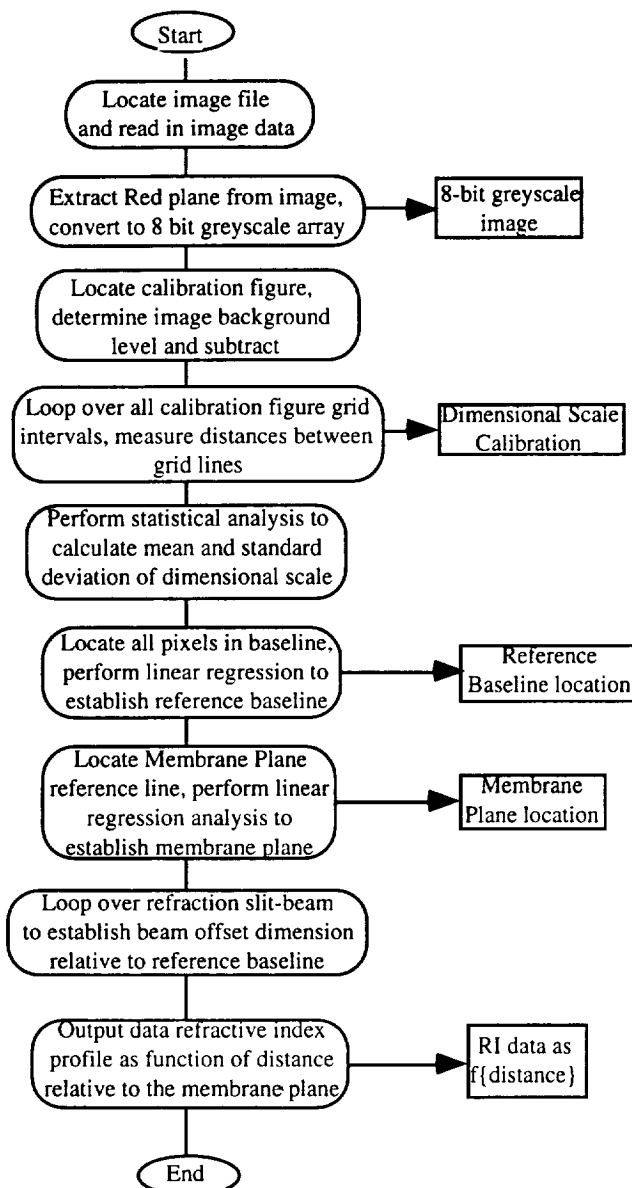 Start
Locate image file
and read in image data
Extract Red plane from image,
convert to 8 bit greyscale array
8-bit greyscale
image
Locate calibration figure,
determine image background
level and subtract
Loop over all calibration figure grid
intervals, measure distances between
grid lines
Dimensional Scale
Calibration
Perform statistical analysis to
calculate mean and standard
deviation of dimensional scale
Locate all pixels in baseline,
perform linear regression to
establish reference baseline
Reference
Baseline location
Locate Membrane Plane
reference line, perform linear
regression analysis to
establish membrane plane
Membrane
Plane location
Loop over refraction slit-beam
to establish beam offset dimension
relative to reference baseline
Output data refractive index
profile as function of distance
relative to the membrane plane
RI data as
f{distance}
End